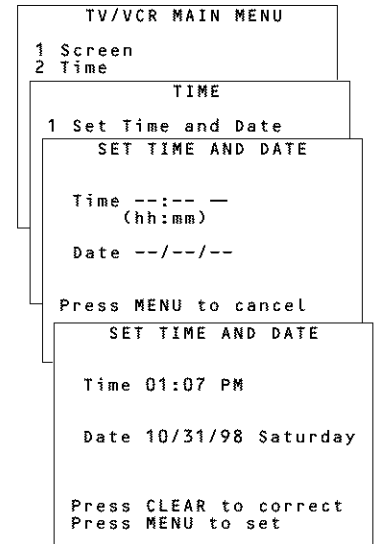 TV/VCR MAIN MENU
1 Screen
2 Time
TIME
1 Set Time and Date
SET TIME AND DATE
Time --:-- —
(hh:mm)
Date --/--/--
Press MENU to cancel
SET TIME AND DATE
Time 01:07 PM
Date 10/31/98 Saturday
Press CLEAR to correct
Press MENU to set